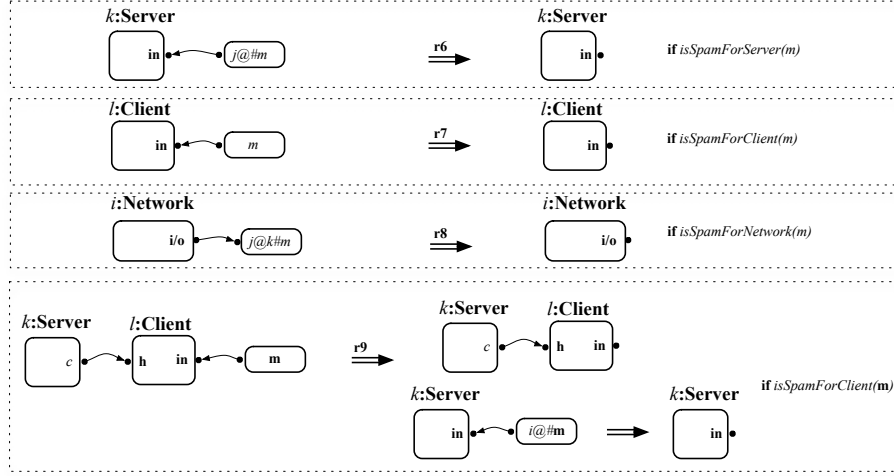 k:Server k:Server
in j@#m r6 in if isSpamForServer(m)
l:Client l:Client
in m r7 in if isSpamForClient(m)
i:Network i:Network
i/o j@k#m r8 i/o if isSpamForNetwork(m)
k:Server l:Client
k:Server l:Client
c h in m r9 c h in
if isSpamForClient(m)
k:Server k:Server
in i@#m in